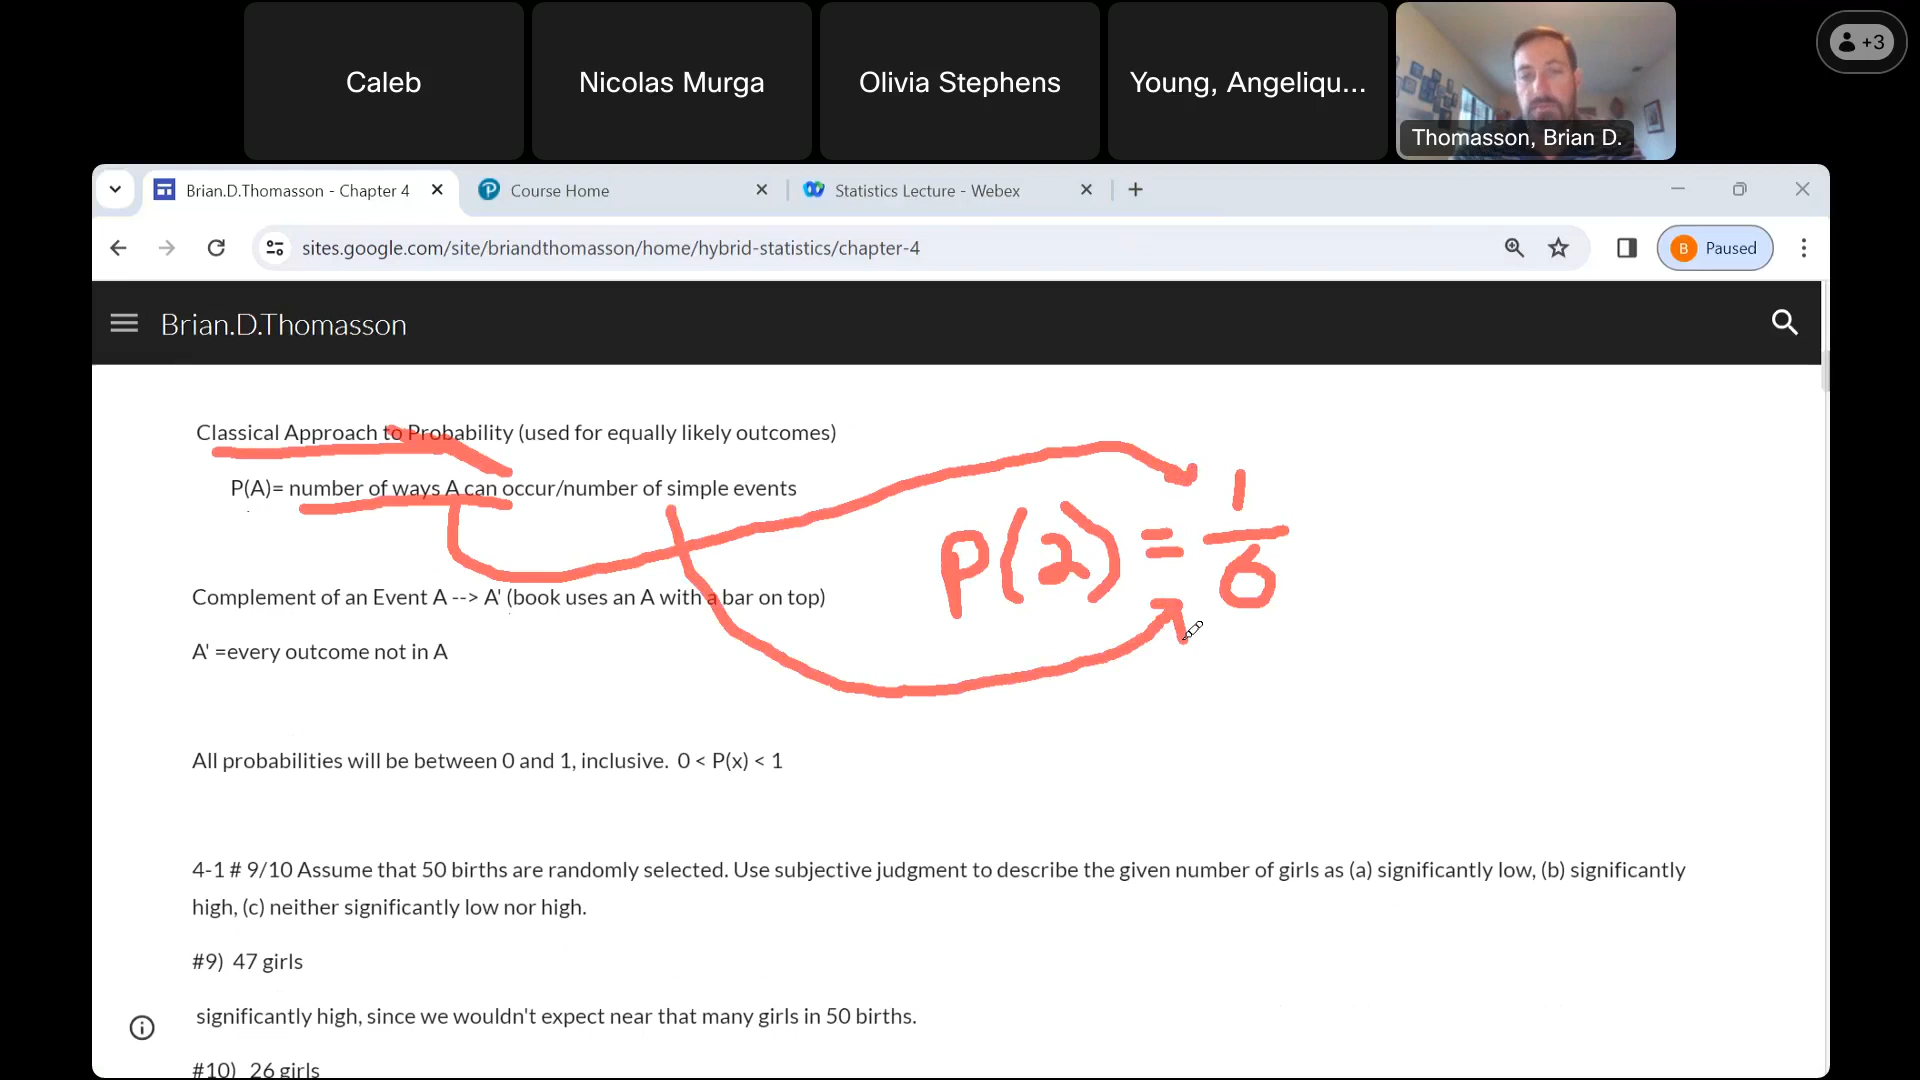 Caleb
Nicolas Murga
Olivia Stephens
Young, Angeliqu...
Thomasson, Brian D.
+3
Brian.D.Thomasson - Chapter 4
Course Home
Statistics Lecture - Webex
sites.google.com/site/briandthomasson/home/hybrid-statistics/chapter-4
B Paused
Brian.D.Thomasson
Classical Approach to Probability (used for equally likely outcomes)
P(A)= number of ways A can occur/number of simple events
P(2) = 1/6
Complement of an Event A --> A' (book uses an A with a bar on top)
A' =every outcome not in A
All probabilities will be between 0 and 1, inclusive.  0 < P(x) < 1
4-1 # 9/10 Assume that 50 births are randomly selected. Use subjective judgment to describe the given number of girls as (a) significantly low, (b) significantly
high, (c) neither significantly low nor high.
#9)  47 girls
significantly high, since we wouldn't expect near that many girls in 50 births.
#10)  26 girls